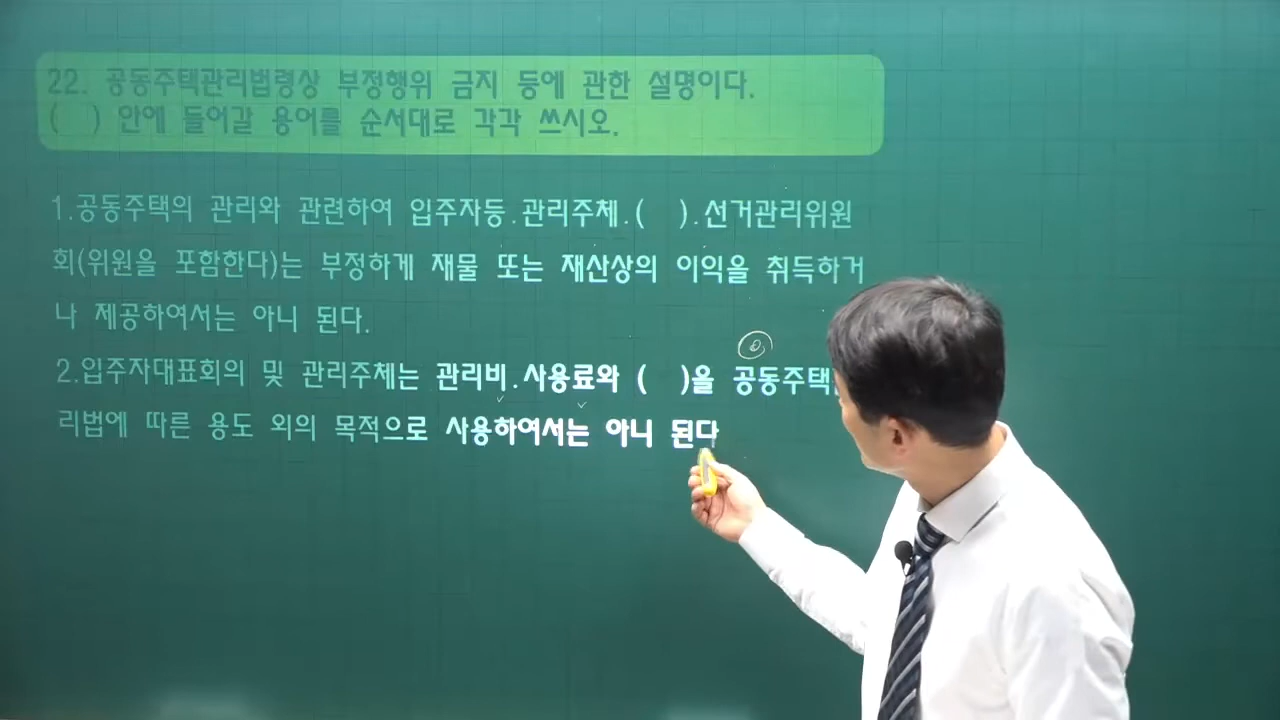 22. 공동주택관리법령상 부정행위 금지 등에 관한 설명이다.
( ) 안에 들어갈 용어를 순서대로 각각 쓰시오.
1.공동주택의 관리와 관련하여 입주자등.관리주체.( ).선거관리위원
회(위원을 포함한다)는 부정하게 재물 또는 재산상의 이익을 취득하거
나 제공하여서는 아니 된다.
2.입주자대표회의 및 관리주체는 관리비.사용료와 ( )을 공동주택
리법에 따른 용도 외의 목적으로 사용하여서는 아니 된다